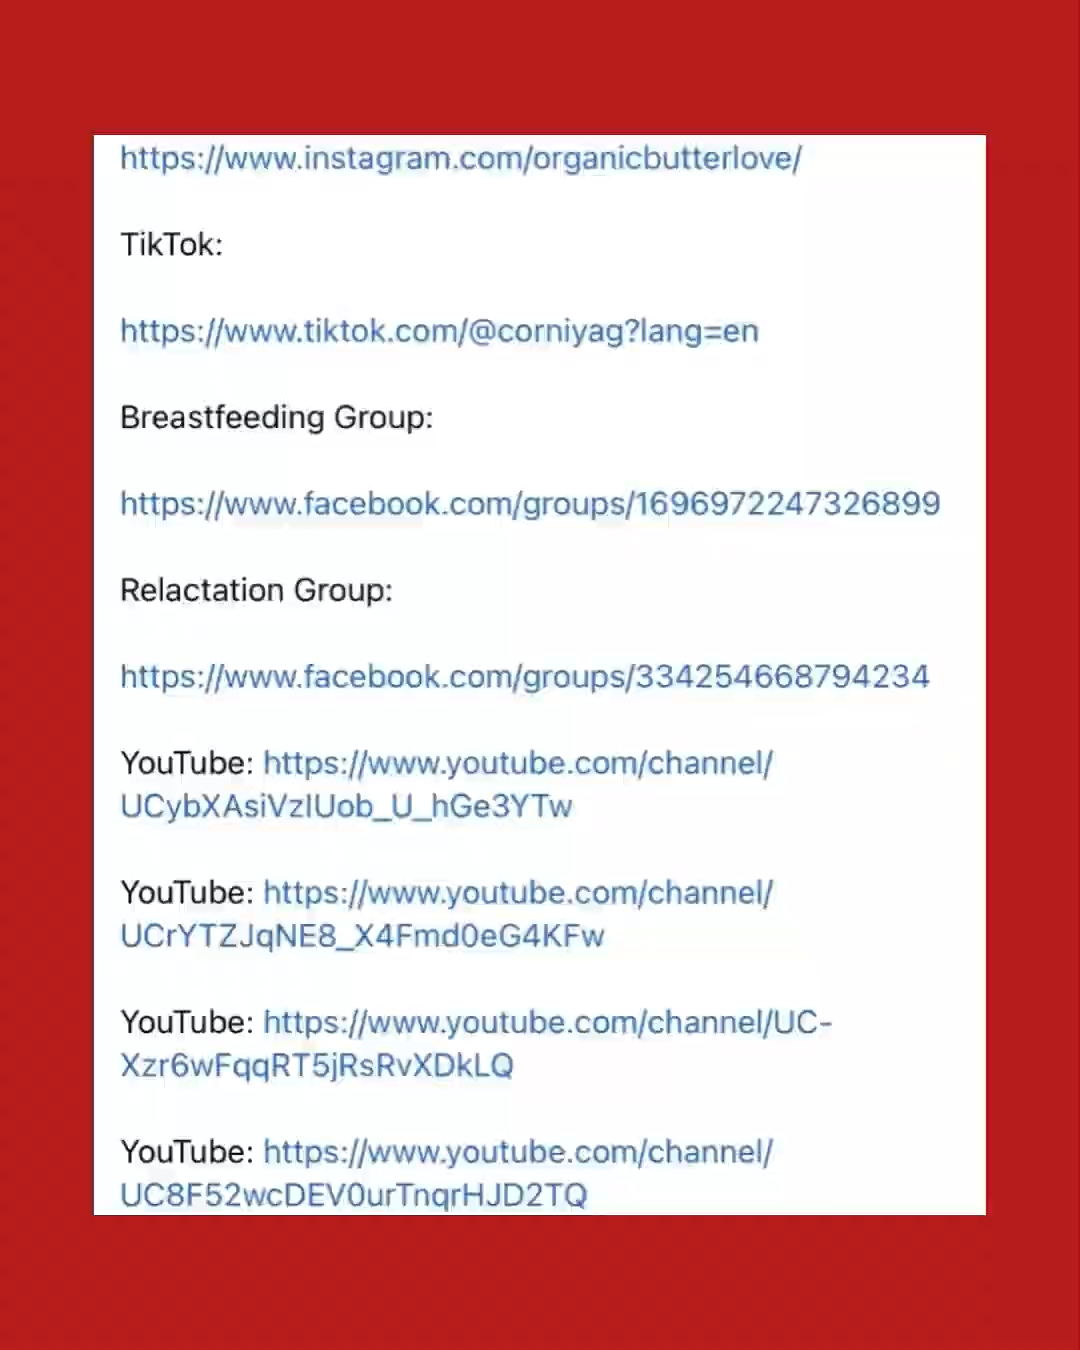 https://www.instagram.com/organicbutterlove/
TikTok:
https://www.tiktok.com/@corniyag?lang=en
Breastfeeding Group:
https://www.facebook.com/groups/1696972247326899
Relactation Group:
https://www.facebook.com/groups/334254668794234
YouTube: https://www.youtube.com/channel/
UCybXAsiVzIUob_U_hGe3YTw
YouTube: https://www.youtube.com/channel/
UCrYTZJqNE8_X4Fmd0eG4KFw
YouTube: https://www.youtube.com/channel/UC-
Xzr6wFqqRT5jRsRvXDkLQ
YouTube: https://www.youtube.com/channel/
UC8F52wcDEV0urTnqrHJD2TQ